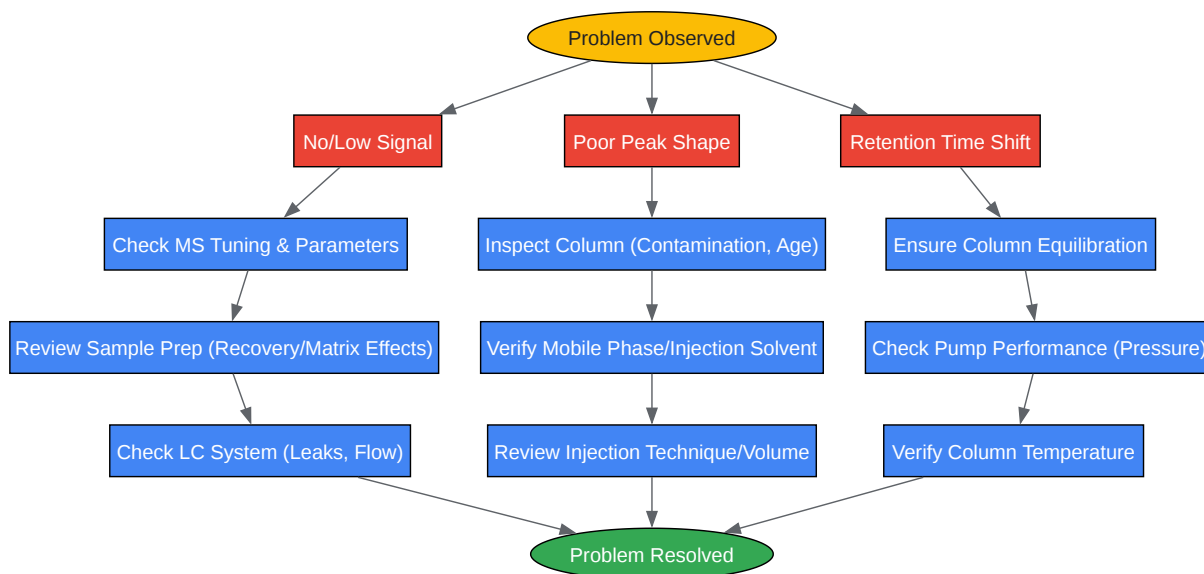 Problem Observed
No/Low Signal
Poor Peak Shape
Retention Time Shift
Check MS Tuning & Parameters
Inspect Column (Contamination, Age)
Ensure Column Equilibration
Review Sample Prep (Recovery/Matrix Effects)
Verify Mobile Phase/Injection Solvent
Check Pump Performance (Pressure)
Check LC System (Leaks, Flow)
Review Injection Technique/Volume
Verify Column Temperature
Problem Resolved